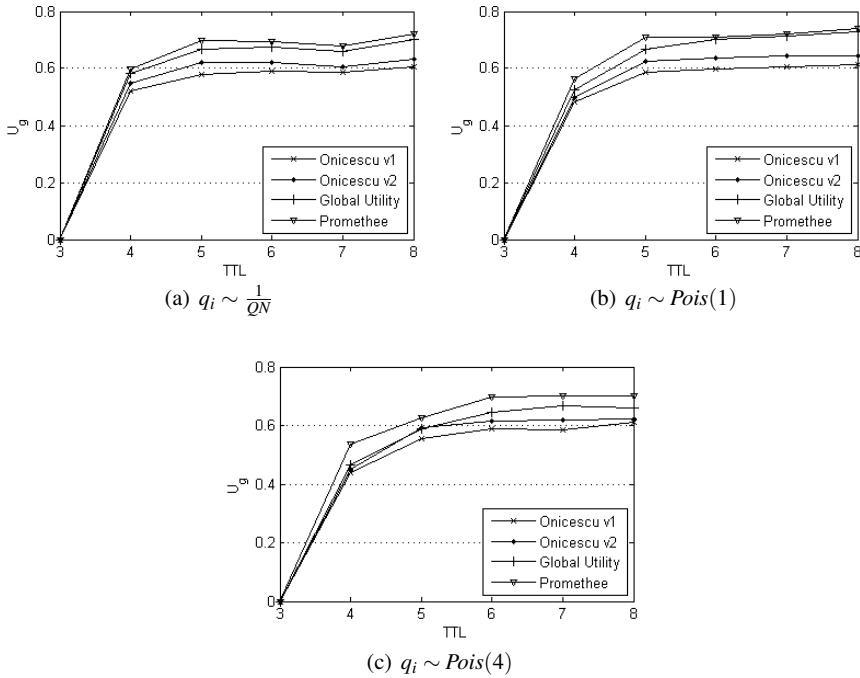 0.8
0.6
0.4
0.2
0
U_g
3 4 5 6 7 8
TTL
Onicescu v1
Onicescu v2
Global Utility
Promethee
(a) q_i ∼ 1/QN
0.8
0.6
0.4
0.2
0
U_g
3 4 5 6 7 8
TTL
Onicescu v1
Onicescu v2
Global Utility
Promethee
(b) q_i ∼ Pois(1)
0.8
0.6
0.4
0.2
0
U_g
3 4 5 6 7 8
TTL
Onicescu v1
Onicescu v2
Global Utility
Promethee
(c) q_i ∼ Pois(4)